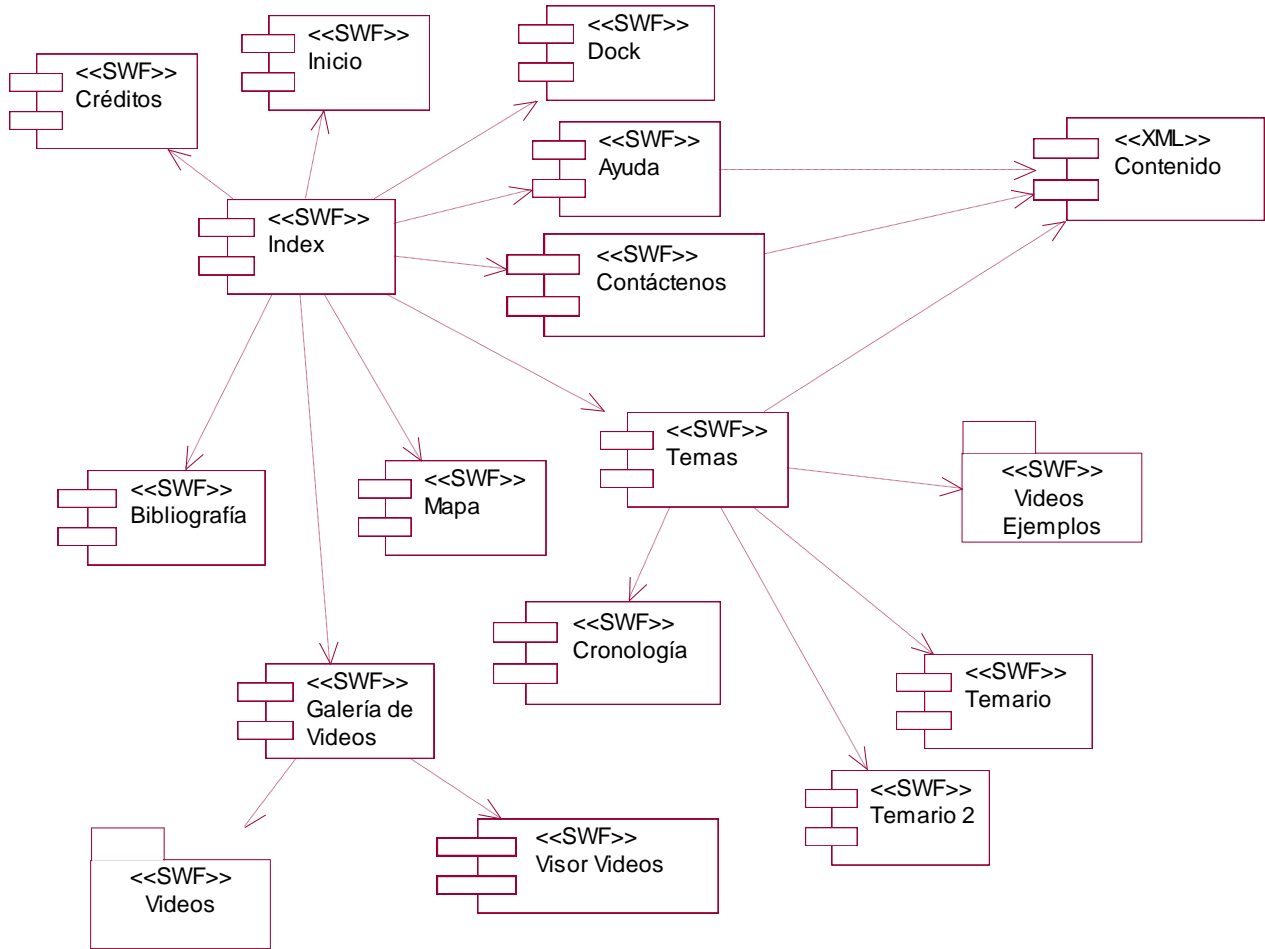 <<SWF>>
Inicio
<<SWF>>
Dock
<<SWF>>
Créditos
<<SWF>>
Ayuda
<<XML>>
Contenido
<<SWF>>
Index
<<SWF>>
Contáctenos
<<SWF>>
Temas
<<SWF>>
Videos
Ejemplos
<<SWF>>
Bibliografía
<<SWF>>
Mapa
<<SWF>>
Cronología
<<SWF>>
Temario
<<SWF>>
Galería de
Videos
<<SWF>>
Temario 2
<<SWF>>
Visor Videos
<<SWF>>
Videos